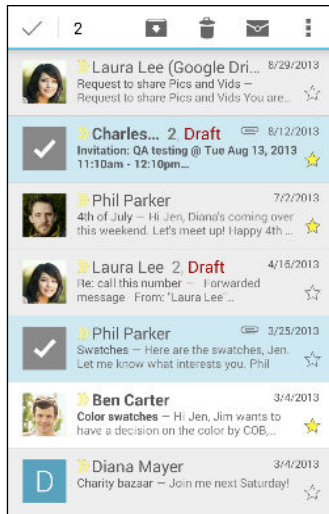 2
Laura Lee (Google Dri... 8/29/2013
Request to share Pics and Vids –
Request to share Pics and Vids You are...
Charles... 2, Draft 8/12/2013
Invitation: QA testing @ Tue Aug 13, 2013
11:10am - 12:10pm...
Phil Parker 7/2/2013
4th of July – Hi Jen, Diana's coming over
this weekend. Let's meet up! Happy 4th ...
Laura Lee 2, Draft 4/16/2013
Re: call this number – Forwarded
message From: "Laura Lee"...
Phil Parker 3/25/2013
Swatches – Here are the swatches, Jen.
Let me know what interests you. Phil
Ben Carter 3/4/2013
Color swatches – Hi Jen, Jim wants to
have a decision on the color by COB,...
D Diana Mayer 3/4/2013
Charity bazaar – Join me next Saturday!